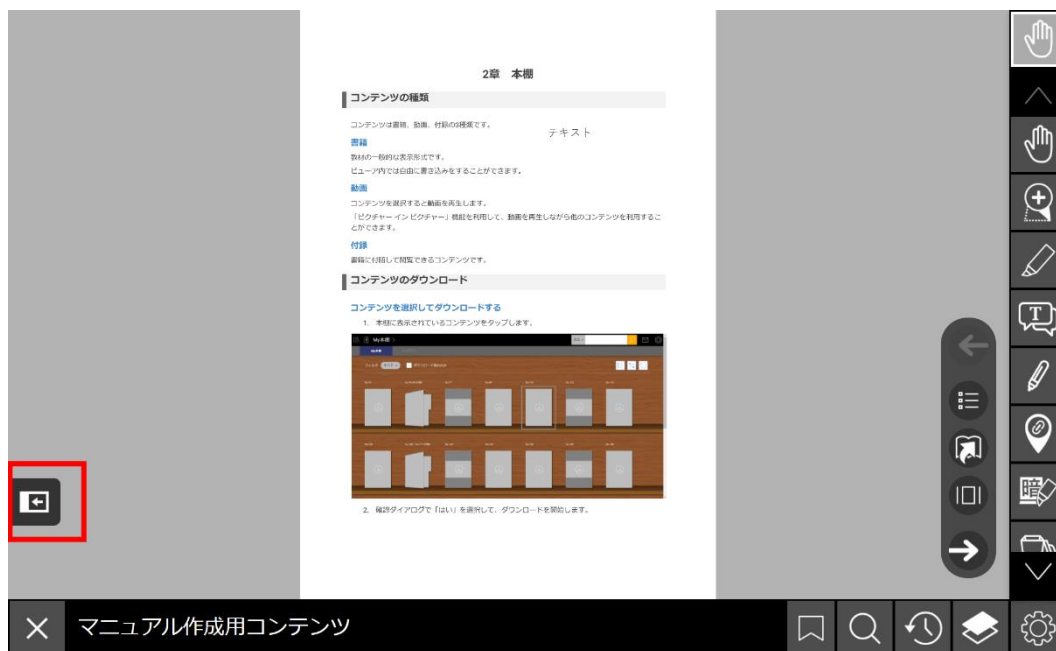 2章 本棚
コンテンツの種類
コンテンツは書籍、動画、付録の3種類です。
テキスト
書籍
教材の一般的な表示形式です。
ビューア内では自由に書き込みをすることができます。
動画
コンテンツを選択すると動画を再生します。
「ピクチャー イン ピクチャー」機能を利用して、動画を再生しながら他のコンテンツを利用するこ
とができます。
付録
書籍に付随して閲覧できるコンテンツです。
コンテンツのダウンロード
コンテンツを選択してダウンロードする
1. 本棚に表示されているコンテンツをタップします。
My本棚
2. 確認ダイアログで「はい」を選択して、ダウンロードを開始します。
T
暗
マニュアル作成用コンテンツ